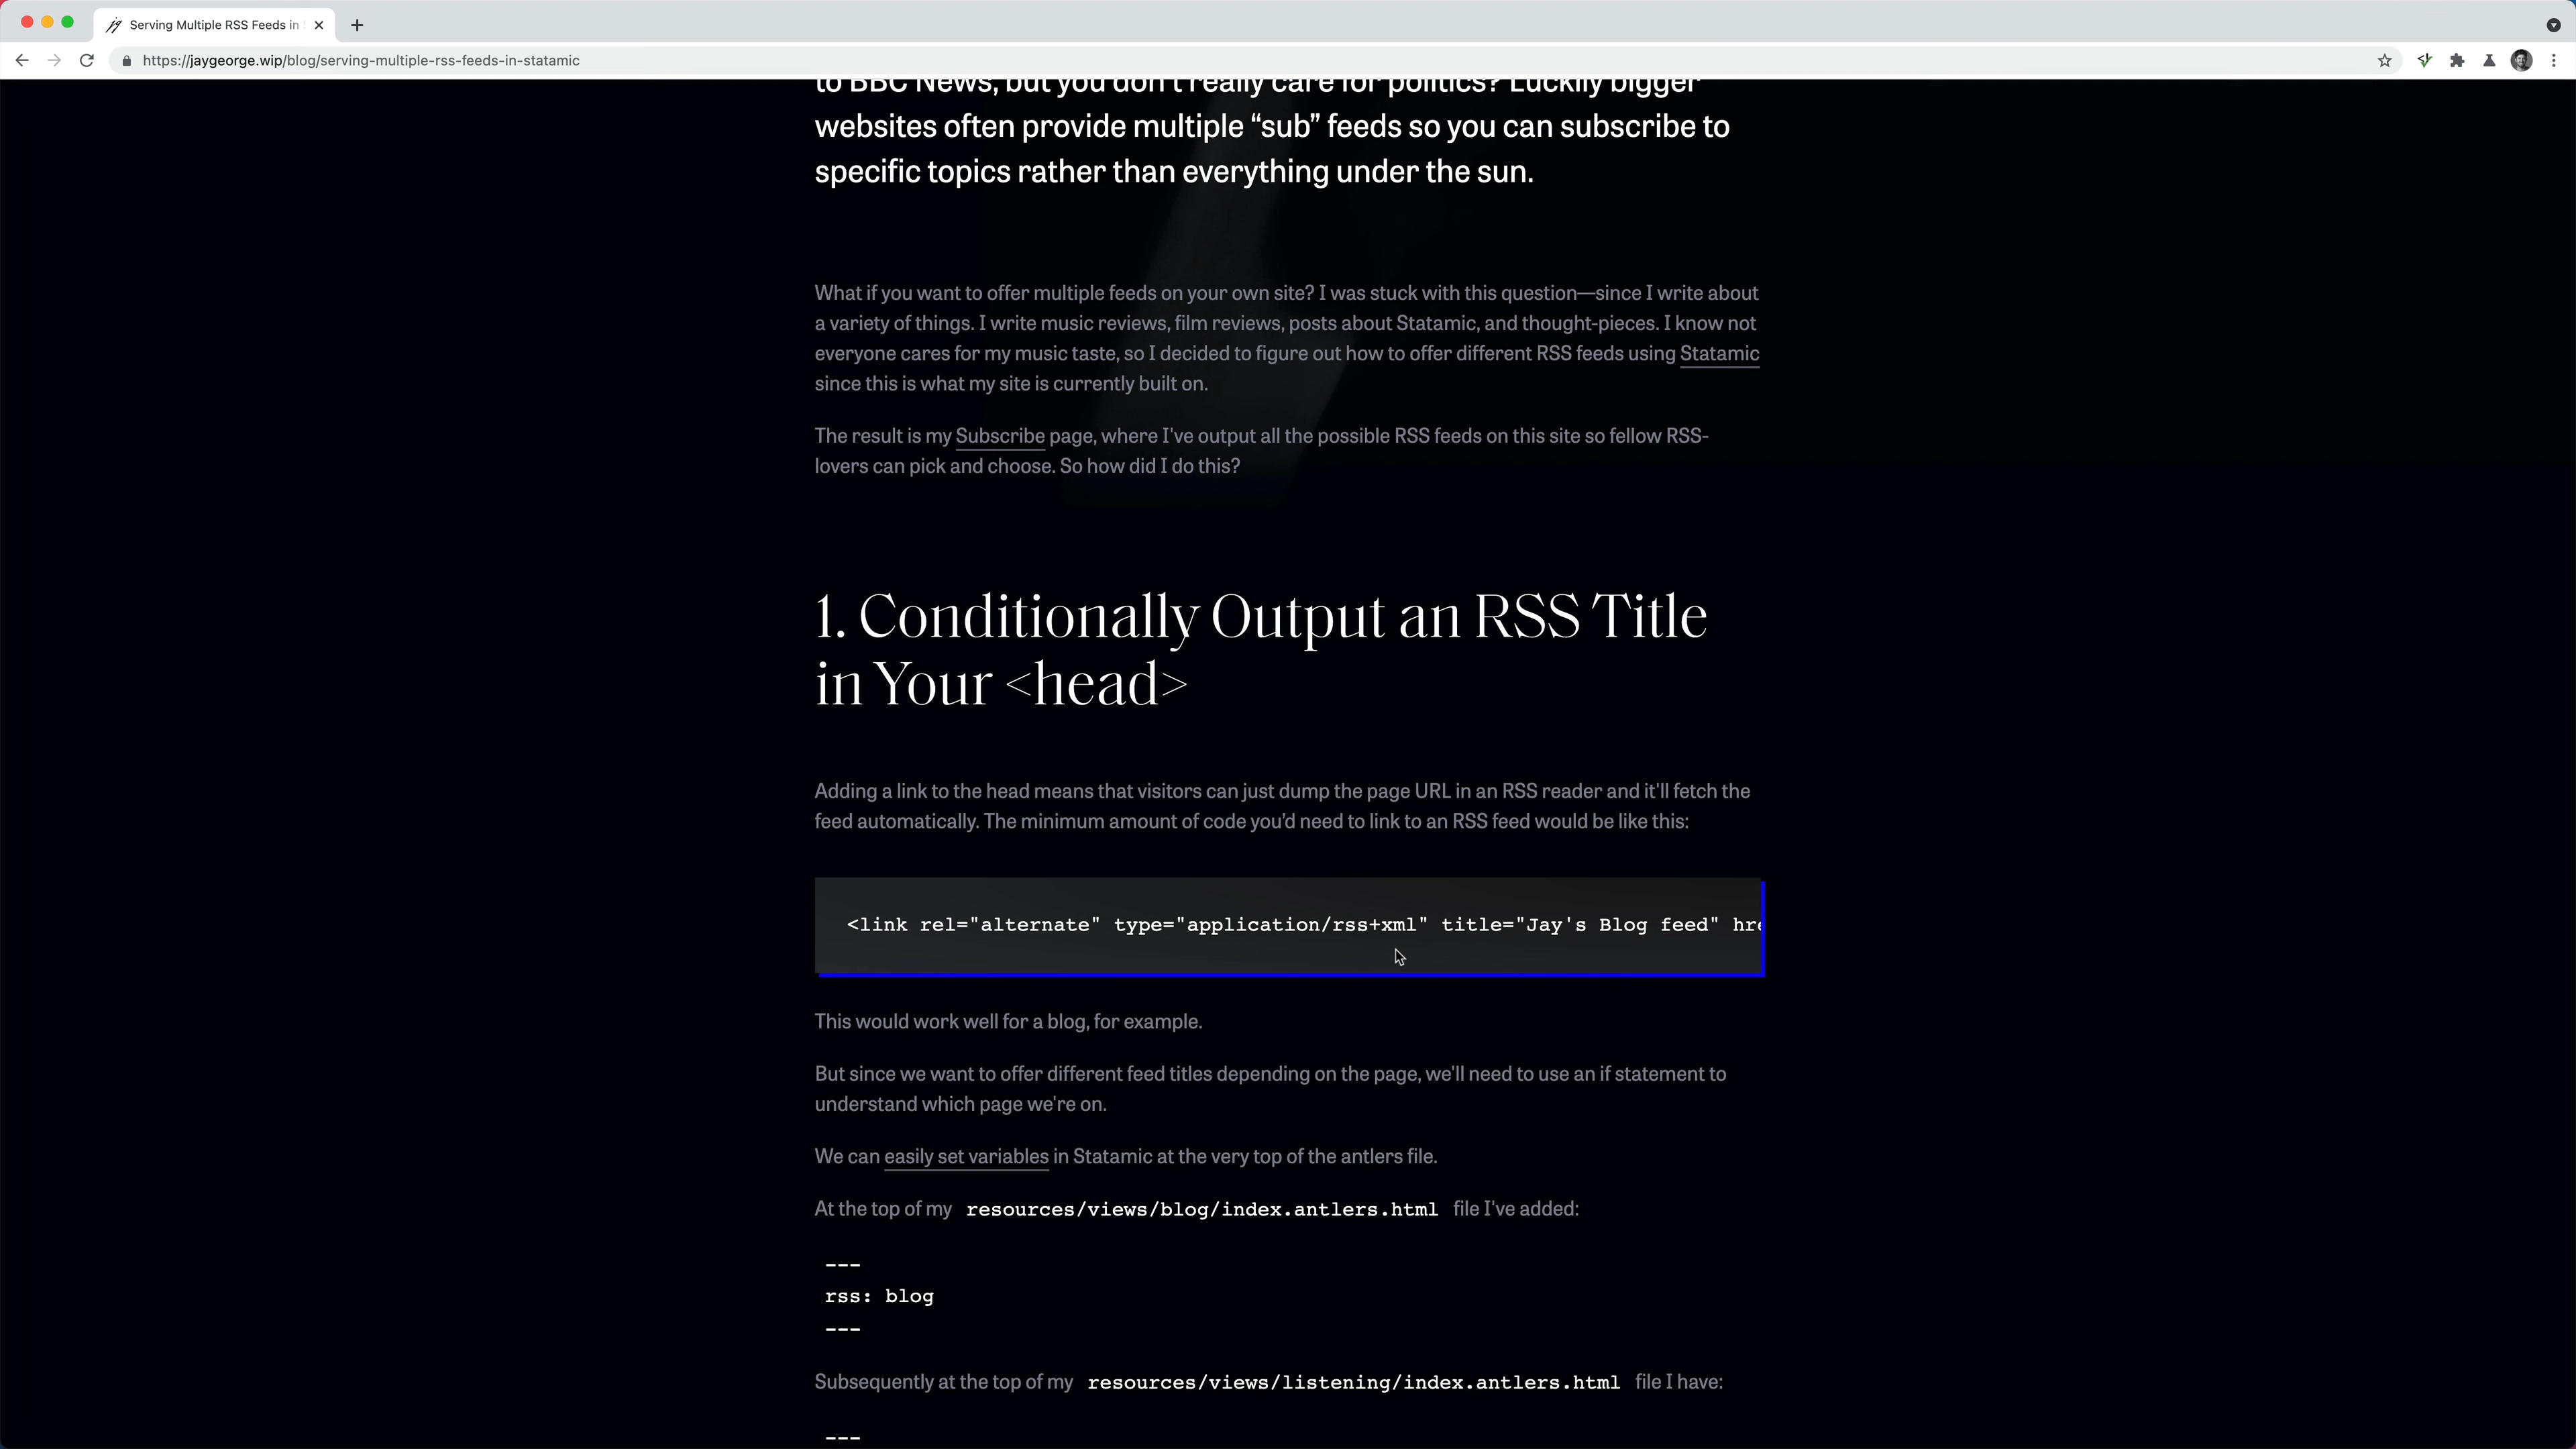 Serving Multiple RSS Feeds in
https://jaygeorge.wip/blog/serving-multiple-rss-feeds-in-statamic
to BBC News, but you don't really care for politics? Luckily bigger
websites often provide multiple “sub” feeds so you can subscribe to
specific topics rather than everything under the sun.
What if you want to offer multiple feeds on your own site? I was stuck with this question—since I write about
a variety of things. I write music reviews, film reviews, posts about Statamic, and thought-pieces. I know not
everyone cares for my music taste, so I decided to figure out how to offer different RSS feeds using Statamic
since this is what my site is currently built on.
The result is my Subscribe page, where I've output all the possible RSS feeds on this site so fellow RSS-
lovers can pick and choose. So how did I do this?
1. Conditionally Output an RSS Title
in Your <head>
Adding a link to the head means that visitors can just dump the page URL in an RSS reader and it'll fetch the
feed automatically. The minimum amount of code you’d need to link to an RSS feed would be like this:
<link rel="alternate" type="application/rss+xml" title="Jay's Blog feed" hre
This would work well for a blog, for example.
But since we want to offer different feed titles depending on the page, we'll need to use an if statement to
understand which page we're on.
We can easily set variables in Statamic at the very top of the antlers file.
At the top of my resources/views/blog/index.antlers.html file I've added:
---
rss: blog
---
Subsequently at the top of my resources/views/listening/index.antlers.html file I have:
---